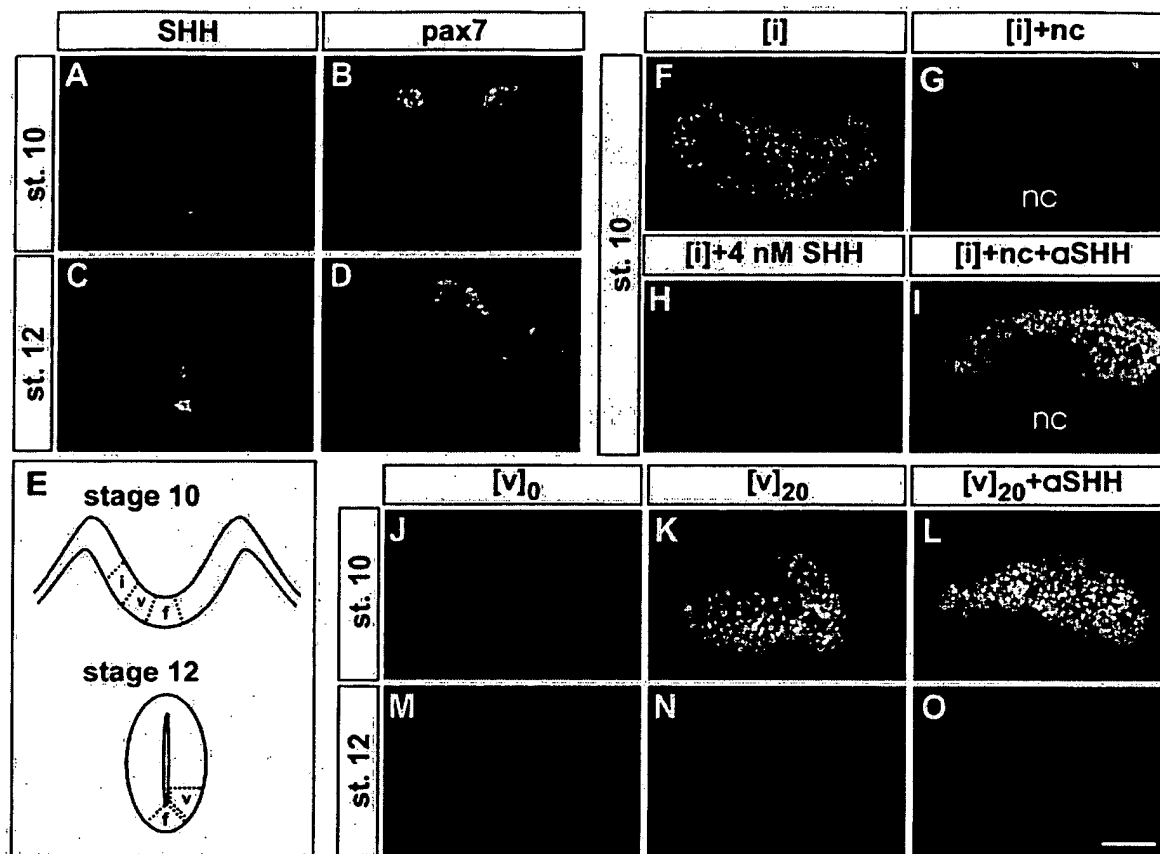 SHH
pax7
[i]
[i]+nc
st. 10
A
B
F
G
nc
st. 12
C
D
st. 10
[i]+4 nM SHH
[i]+nc+αSHH
H
I
nc
E
stage 10
i
v
f
stage 12
v
f
[v]0
[v]20
[v]20+αSHH
st. 10
J
K
L
st. 12
M
N
O